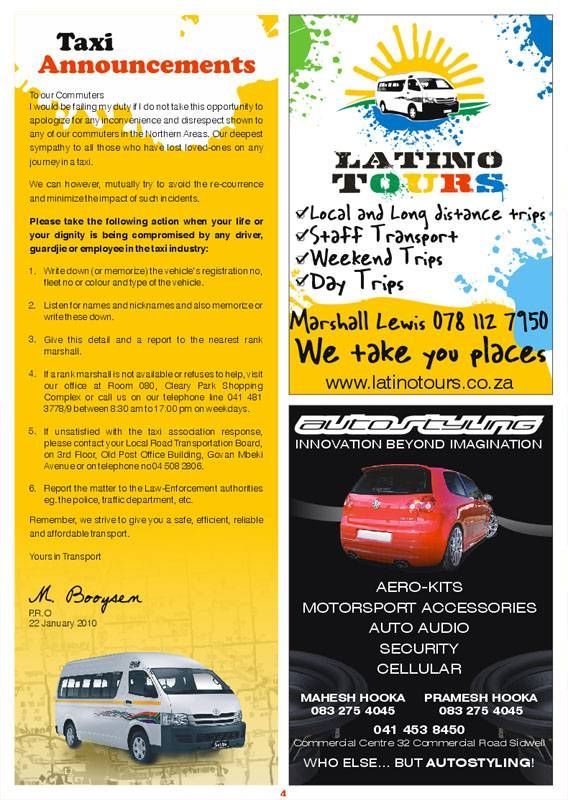 Taxi
Announcements
To our Commuters
I would be failing my duty if I do not take this opportunity to
apologize for any inconvenience and disrespect shown to
any of our commuters in the Northern Areas. Our deepest
sympathy to all those who have lost loved-ones on any
journey in a taxi.
We can however, mutually try to avoid the re-courrence
and minimize the impact of such incidents.
Please take the following action when your life or
your dignity is being compromised by any driver,
guardjie or employee in the taxi industry:
1. Write down (or memorize) the vehicle's registration no,
fleet no or colour and type of the vehicle.
2. Listen for names and nicknames and also memorize or
write these down.
3. Give this detail and a report to the nearest rank
marshall.
4. If a rank marshall is not available or refuses to help, visit
our office at Room 080, Cleary Park Shopping
Complex or call us on our telephone line 041 481
3778/9 between 8:30 am to 17:00 pm on weekdays.
5. If unsatisfied with the taxi association response,
please contact your Local Road Transportation Board,
on 3rd Floor, Old Post Office Building, Govan Mbeki
Avenue or on telephone no 04 508 2806.
6. Report the matter to the Law-Enforcement authorities
eg. the police, traffic department, etc.
Remember, we strive to give you a safe, efficient, reliable
and affordable transport.
Yours in Transport
M. Booysen
P.R.O
22 January 2010
LATINO
TOURS
Local and Long distance trips
Staff Transport
Weekend Trips
Day Trips
Marshall Lewis 078 112 7950
We take you places
www.latinotours.co.za
AUTOSTYLING
INNOVATION BEYOND IMAGINATION
AERO-KITS
MOTORSPORT ACCESSORIES
AUTO AUDIO
SECURITY
CELLULAR
MAHESH HOOKA PRAMESH HOOKA
083 275 4045 083 275 4045
041 453 8450
Commercial Centre 32 Commercial Road Sidwell
WHO ELSE... BUT AUTOSTYLING!
4